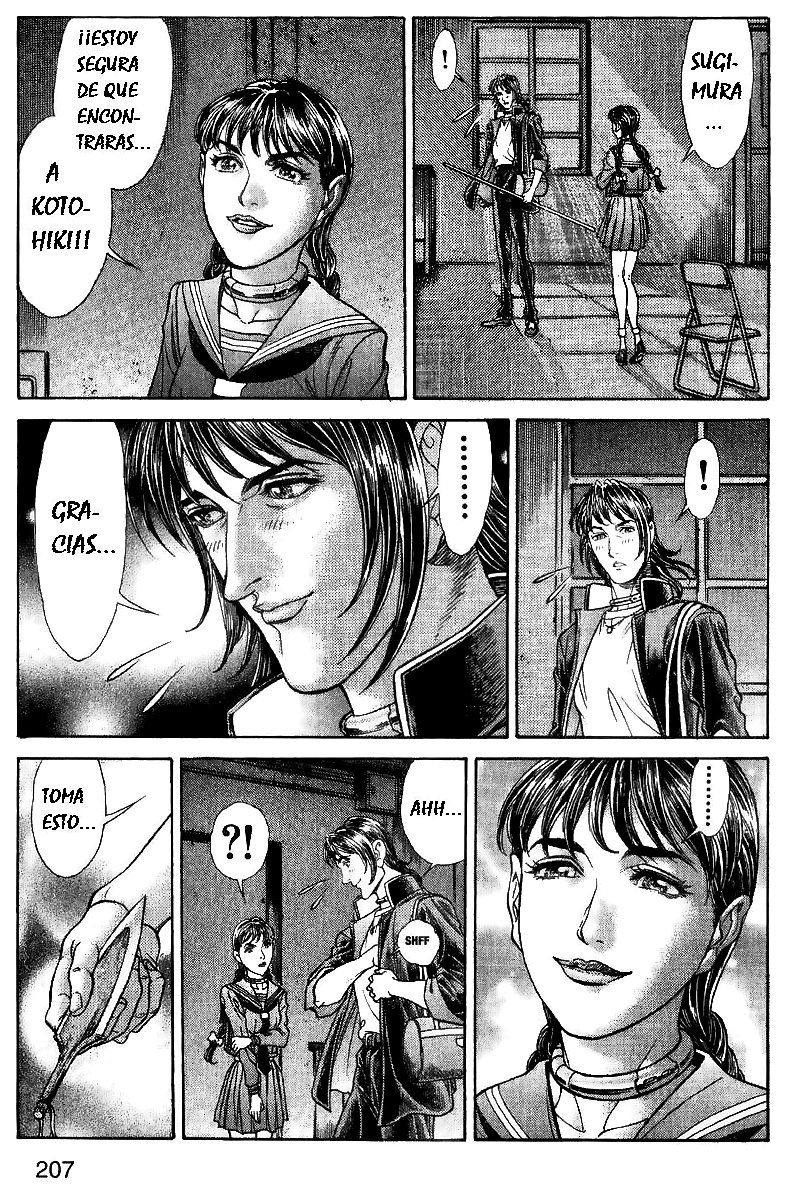 SUGI-
MURA
...
!
¡¡ESTOY
SEGURA
DE QUE
ENCON-
TRARAS...
A
KOTO-
HIKI!!
!
.........
GRA-
CIAS...
......
AHH...
SHFF
?!
TOMA
ESTO...
207